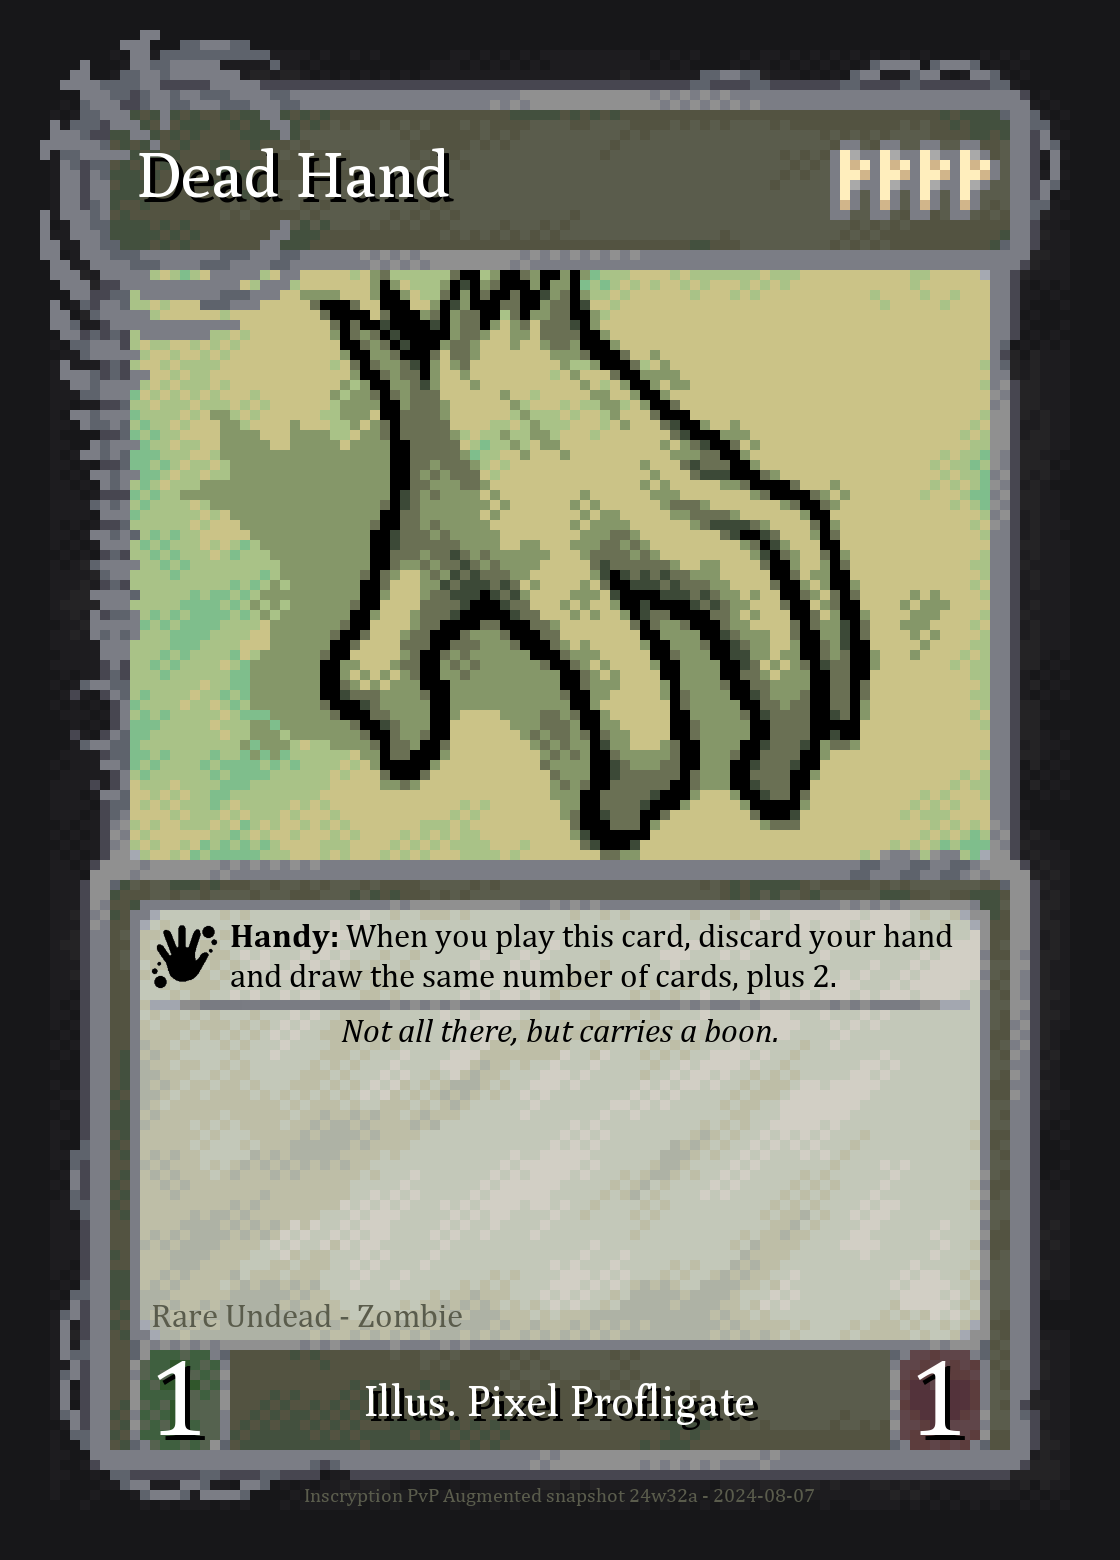 Dead Hand
Handy: When you play this card, discard your hand
and draw the same number of cards, plus 2.
Not all there, but carries a boon.
Rare Undead - Zombie
1
Illus. Pixel Profligate
1
Inscryption PvP Augmented snapshot 24w32a - 2024-08-07